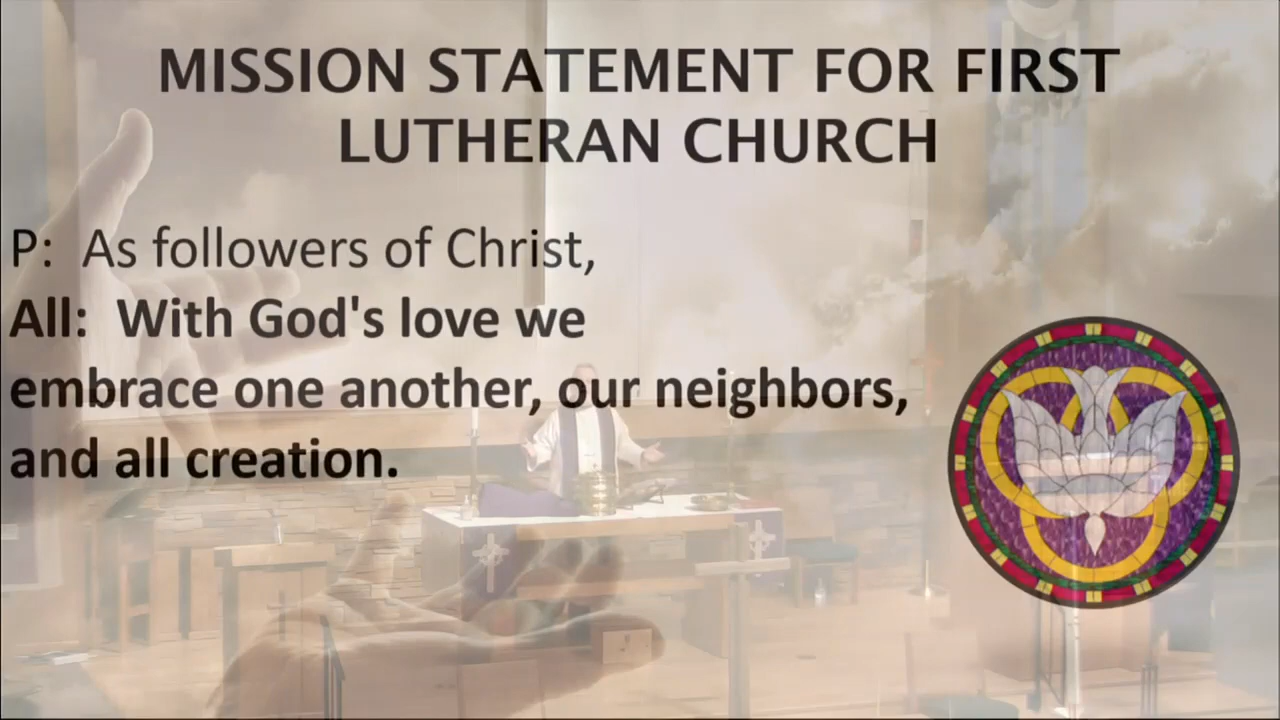 MISSION STATEMENT FOR FIRST
LUTHERAN CHURCH
P:  As followers of Christ,
All:  With God's love we
embrace one another, our neighbors,
and all creation.